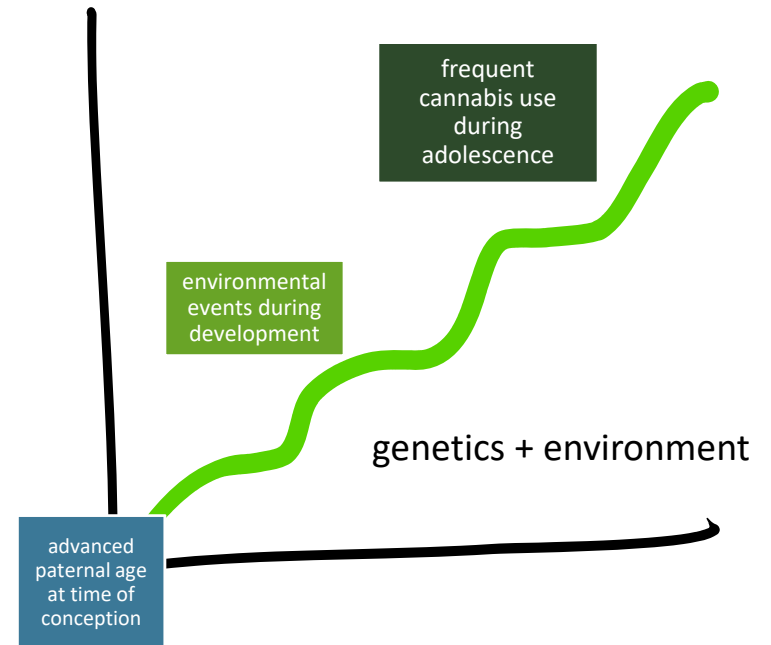 frequent
cannabis use
during
adolescence
environmental
events during
development
genetics + environment
advanced
paternal age
at time of
conception